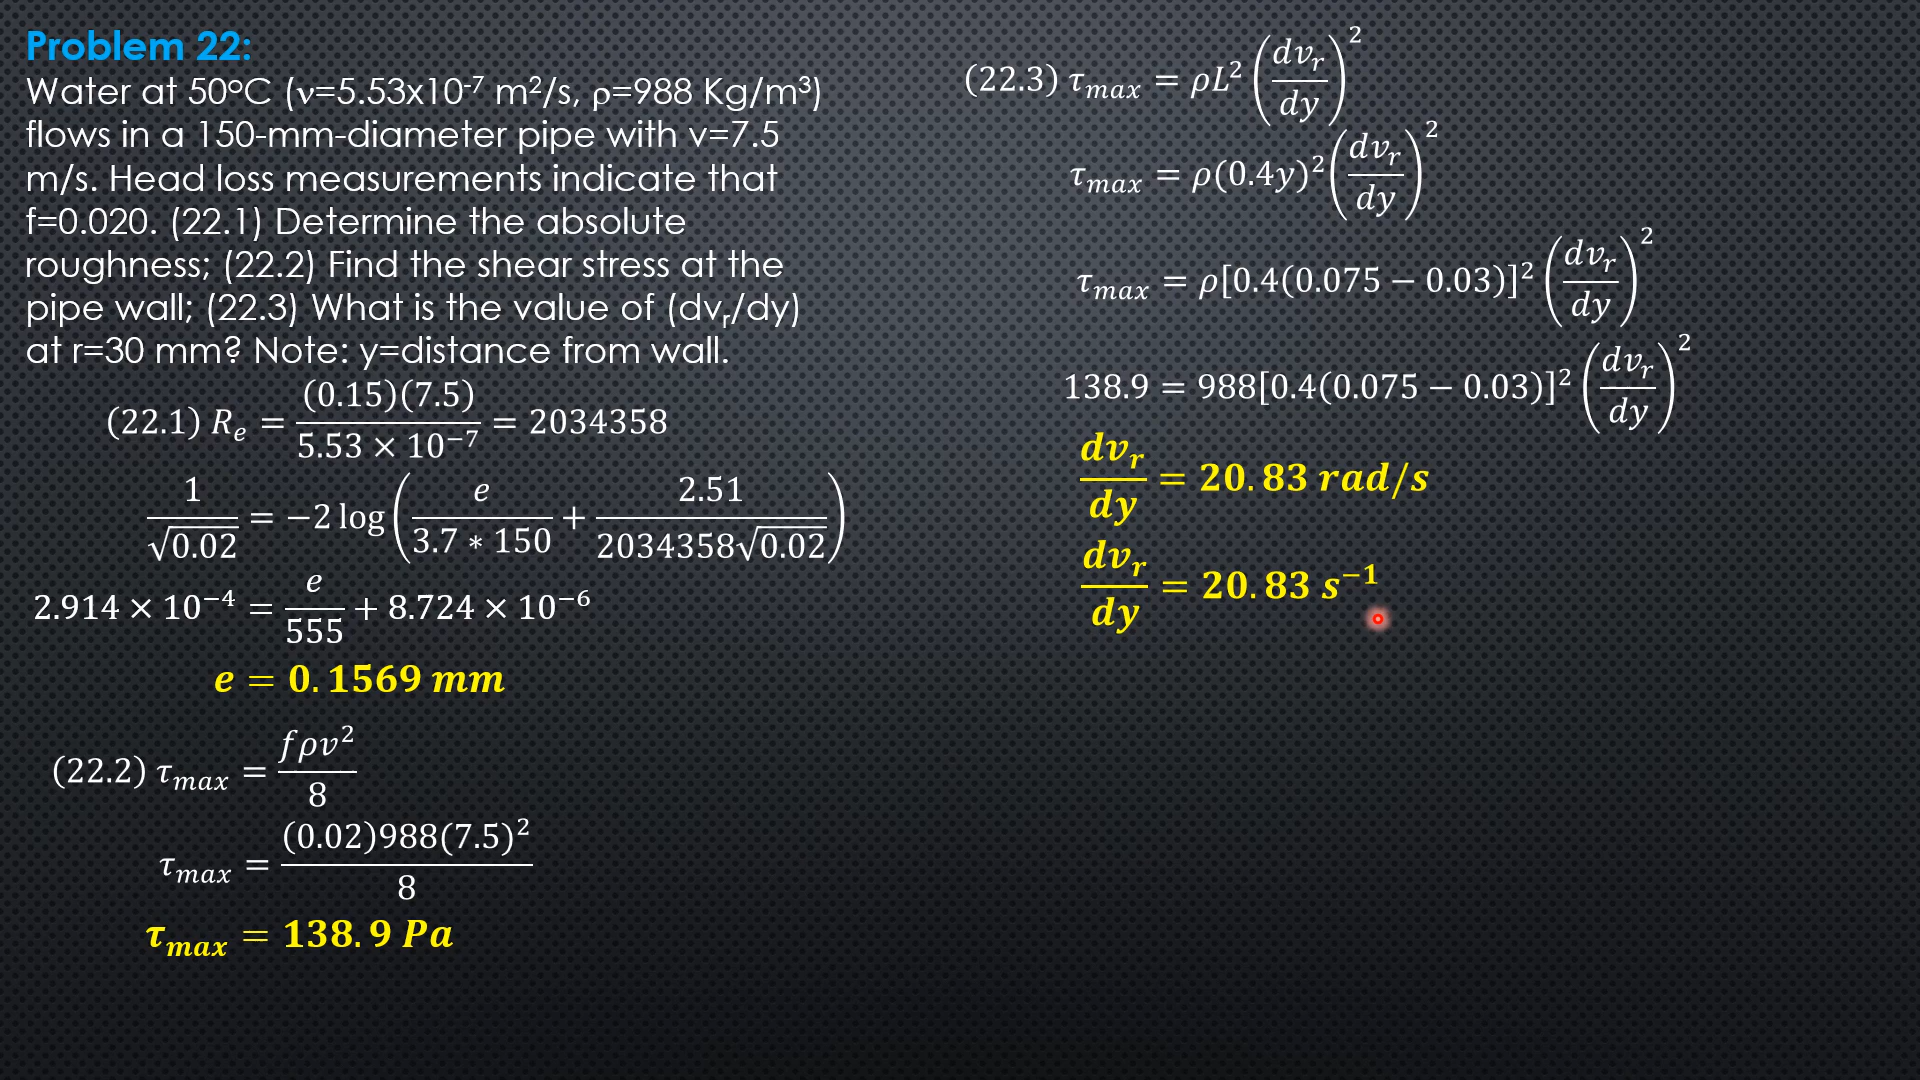 Problem 22:
Water at 50°C (ν=5.53x10⁻⁷ m²/s, ρ=988 Kg/m³)
flows in a 150-mm-diameter pipe with v=7.5
m/s. Head loss measurements indicate that
f=0.020. (22.1) Determine the absolute
roughness; (22.2) Find the shear stress at the
pipe wall; (22.3) What is the value of (dvᵣ/dy)
at r=30 mm? Note: y=distance from wall.
(22.1) Rₑ = (0.15)(7.5) / 5.53 × 10⁻⁷ = 2034358
1/√0.02 = −2 log(e/(3.7 ∗ 150) + 2.51/(2034358√0.02))
2.914 × 10⁻⁴ = e/555 + 8.724 × 10⁻⁶
e = 0.1569 mm
(22.2) τ_max = fρv²/8
τ_max = (0.02)988(7.5)²/8
τ_max = 138.9 Pa
(22.3) τ_max = ρL²(dvᵣ/dy)²
τ_max = ρ(0.4y)²(dvᵣ/dy)²
τ_max = ρ[0.4(0.075 − 0.03)]²(dvᵣ/dy)²
138.9 = 988[0.4(0.075 − 0.03)]²(dvᵣ/dy)²
dvᵣ/dy = 20.83 rad/s
dvᵣ/dy = 20.83 s⁻¹